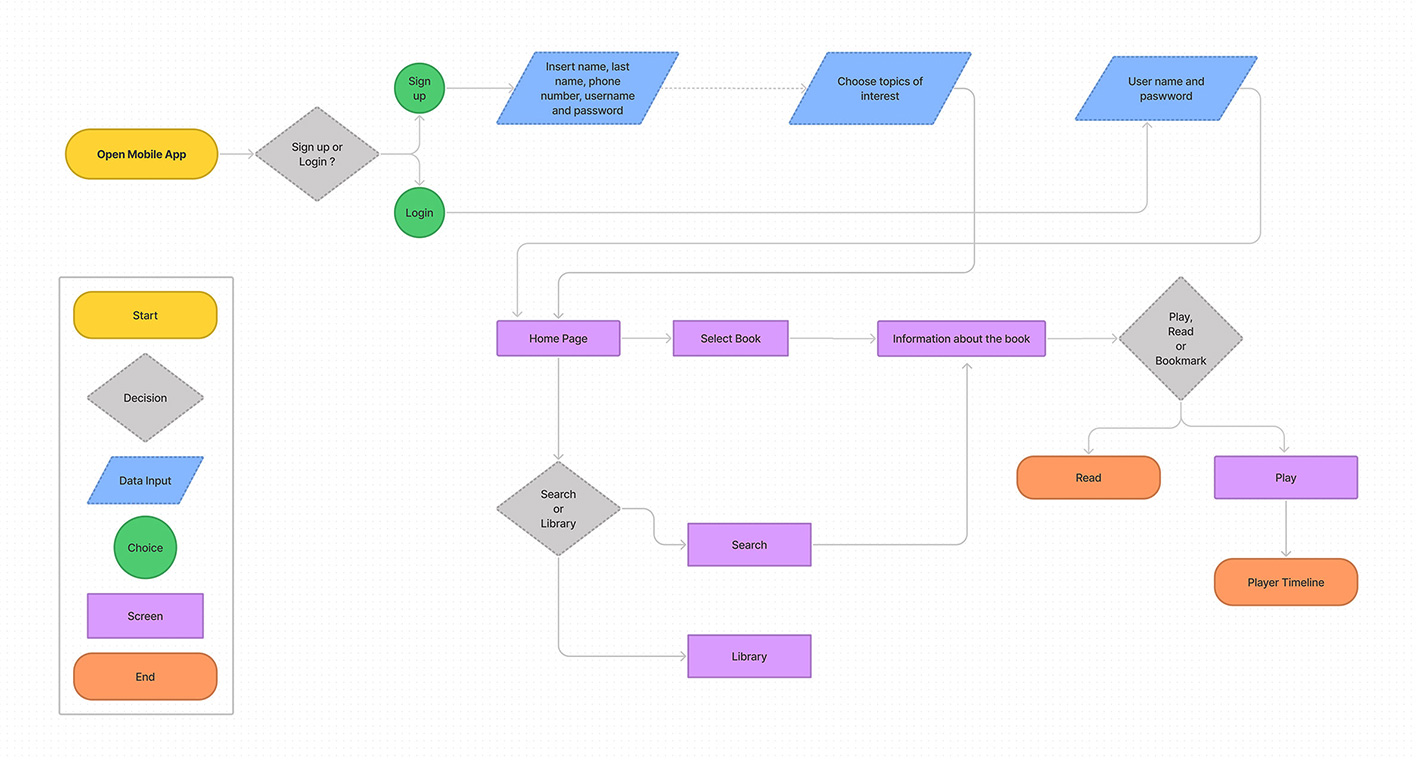 Sign
up
Insert name, last
name, phone
number, username
and password
Choose topics of
interest
User name and
paswword
Open Mobile App
Sign up or
Login ?
Login
Start
Decision
Data Input
Choice
Screen
End
Home Page
Select Book
Information about the book
Play,
Read
or
Bookmark
Read
Play
Search
or
Library
Search
Player Timeline
Library